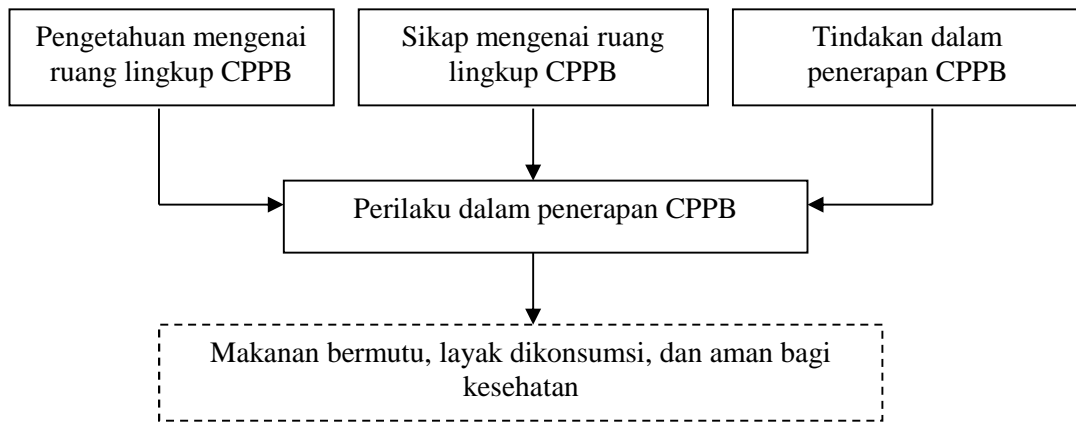 Pengetahuan mengenai
ruang lingkup CPPB
Sikap mengenai ruang
lingkup CPPB
Tindakan dalam
penerapan CPPB
Perilaku dalam penerapan CPPB
Makanan bermutu, layak dikonsumsi, dan aman bagi
kesehatan